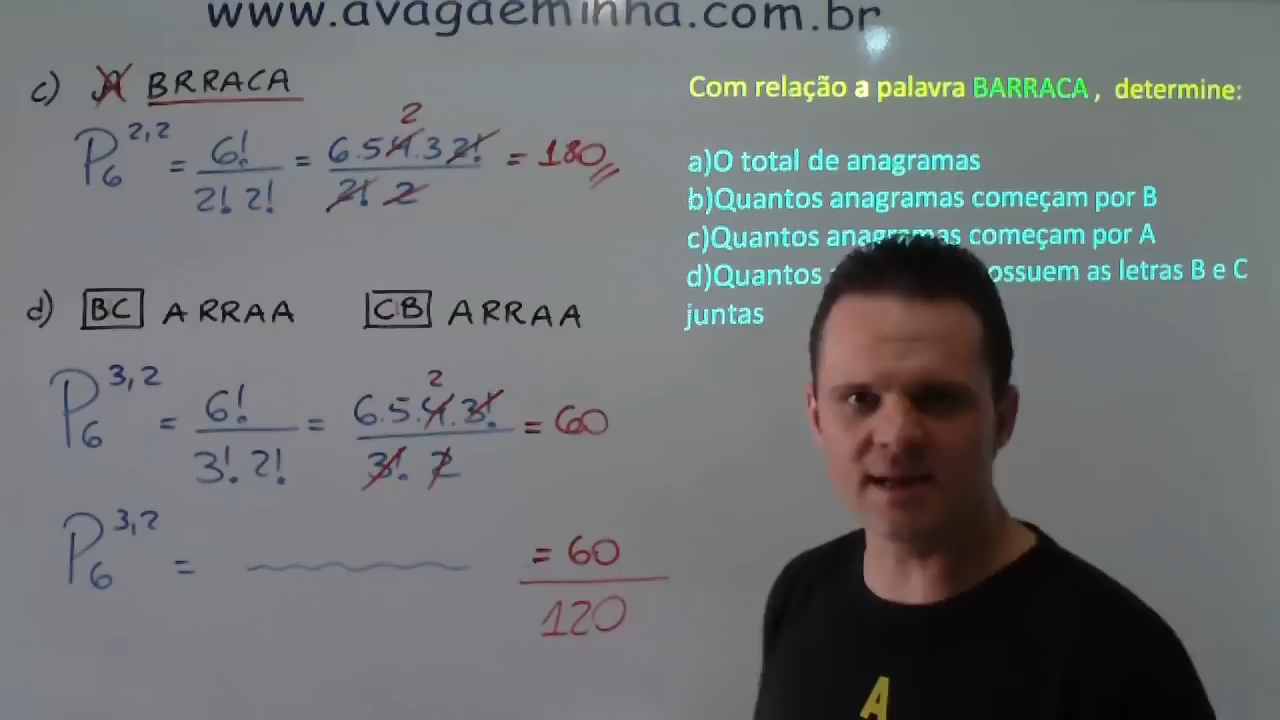 www.avagaeminha.com.br
c) A BRRACA
P6^2,2 = 6!/2! 2! = 6.5.4.3 2!/2! 2 = 180
2
d) BC ARRAA CB ARRAA
P6^3,2 = 6!/3! 2! = 6.5.4.3!/3! 2 = 60
2
P6^3,2 = = 60
120
Com relação a palavra BARRACA , determine:
a)O total de anagramas
b)Quantos anagramas começam por B
c)Quantos anagramas começam por A
d)Quantos ossuem as letras B e C
juntas
A